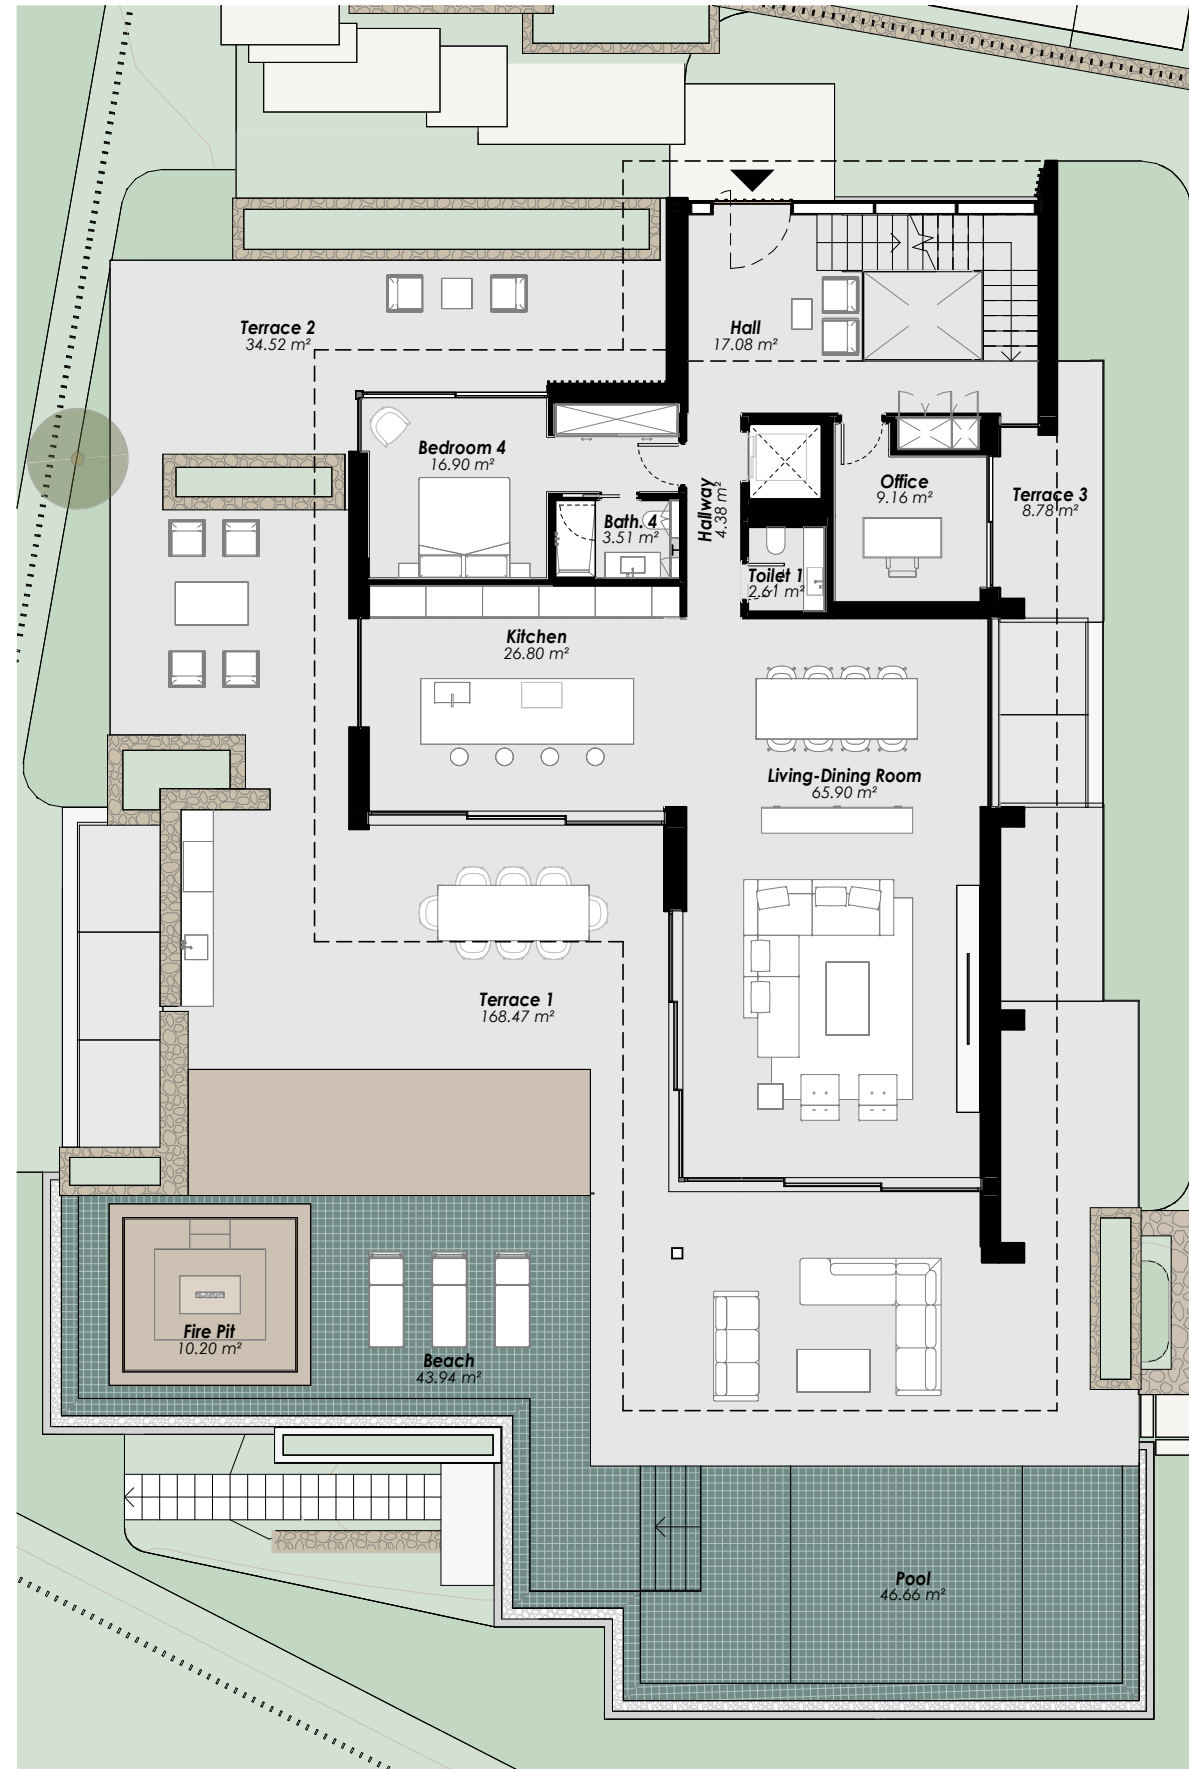 Terrace 2
34.52 m²
Hall
17.08 m²
Bedroom 4
16.90 m²
Hallway
4.38 m²
Office
9.16 m²
Terrace 3
8.78 m²
Bath. 4
3.51 m²
Toilet 1
2.61 m²
Kitchen
26.80 m²
Living-Dining Room
65.90 m²
Terrace 1
168.47 m²
Fire Pit
10.20 m²
Beach
43.94 m²
Pool
46.66 m²